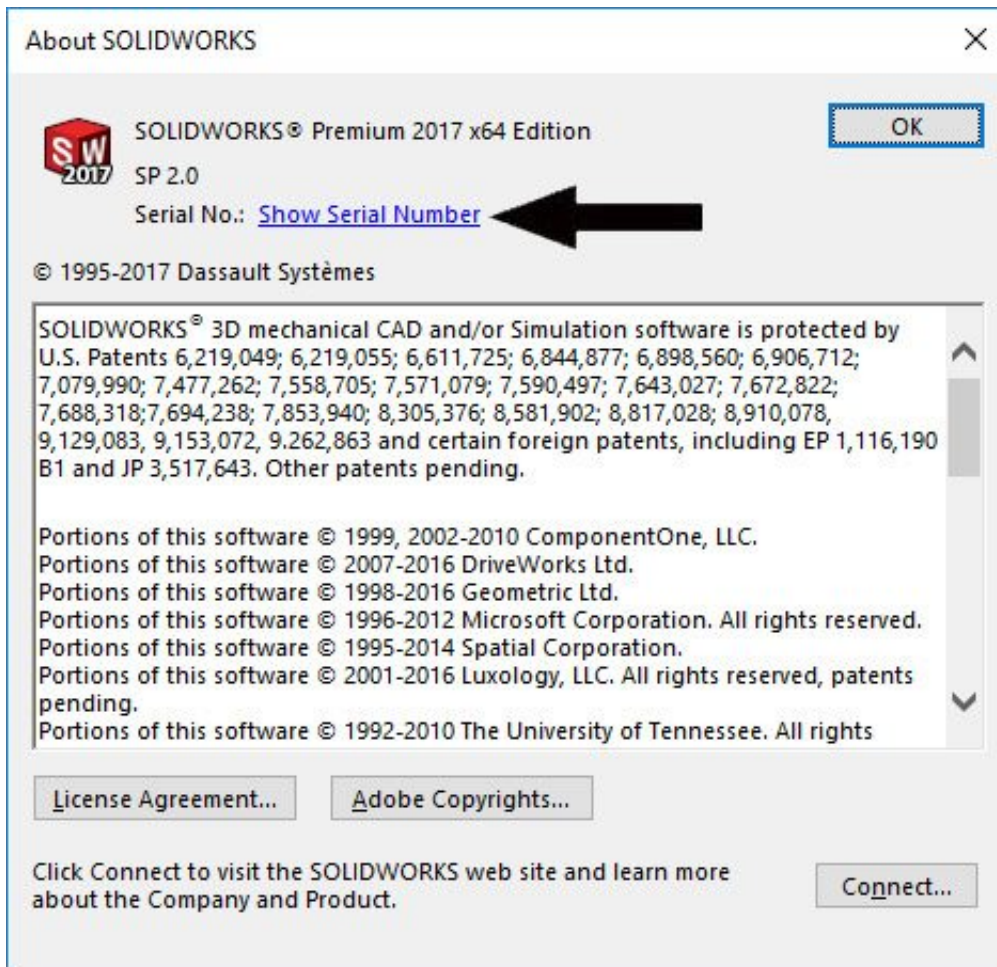 About SOLIDWORKS
SW
2017
SOLIDWORKS® Premium 2017 x64 Edition
OK
SP 2.0
Serial No.: Show Serial Number
© 1995-2017 Dassault Systèmes
SOLIDWORKS® 3D mechanical CAD and/or Simulation software is protected by
U.S. Patents 6,219,049; 6,219,055; 6,611,725; 6,844,877; 6,898,560; 6,906,712;
7,079,990; 7,477,262; 7,558,705; 7,571,079; 7,590,497; 7,643,027; 7,672,822;
7,688,318;7,694,238; 7,853,940; 8,305,376; 8,581,902; 8,817,028; 8,910,078,
9,129,083, 9,153,072, 9.262,863 and certain foreign patents, including EP 1,116,190
B1 and JP 3,517,643. Other patents pending.
Portions of this software © 1999, 2002-2010 ComponentOne, LLC.
Portions of this software © 2007-2016 DriveWorks Ltd.
Portions of this software © 1998-2016 Geometric Ltd.
Portions of this software © 1996-2012 Microsoft Corporation. All rights reserved.
Portions of this software © 1995-2014 Spatial Corporation.
Portions of this software © 2001-2016 Luxology, LLC. All rights reserved, patents
pending.
Portions of this software © 1992-2010 The University of Tennessee. All rights
License Agreement...
Adobe Copyrights...
Click Connect to visit the SOLIDWORKS web site and learn more
about the Company and Product.
Connect...